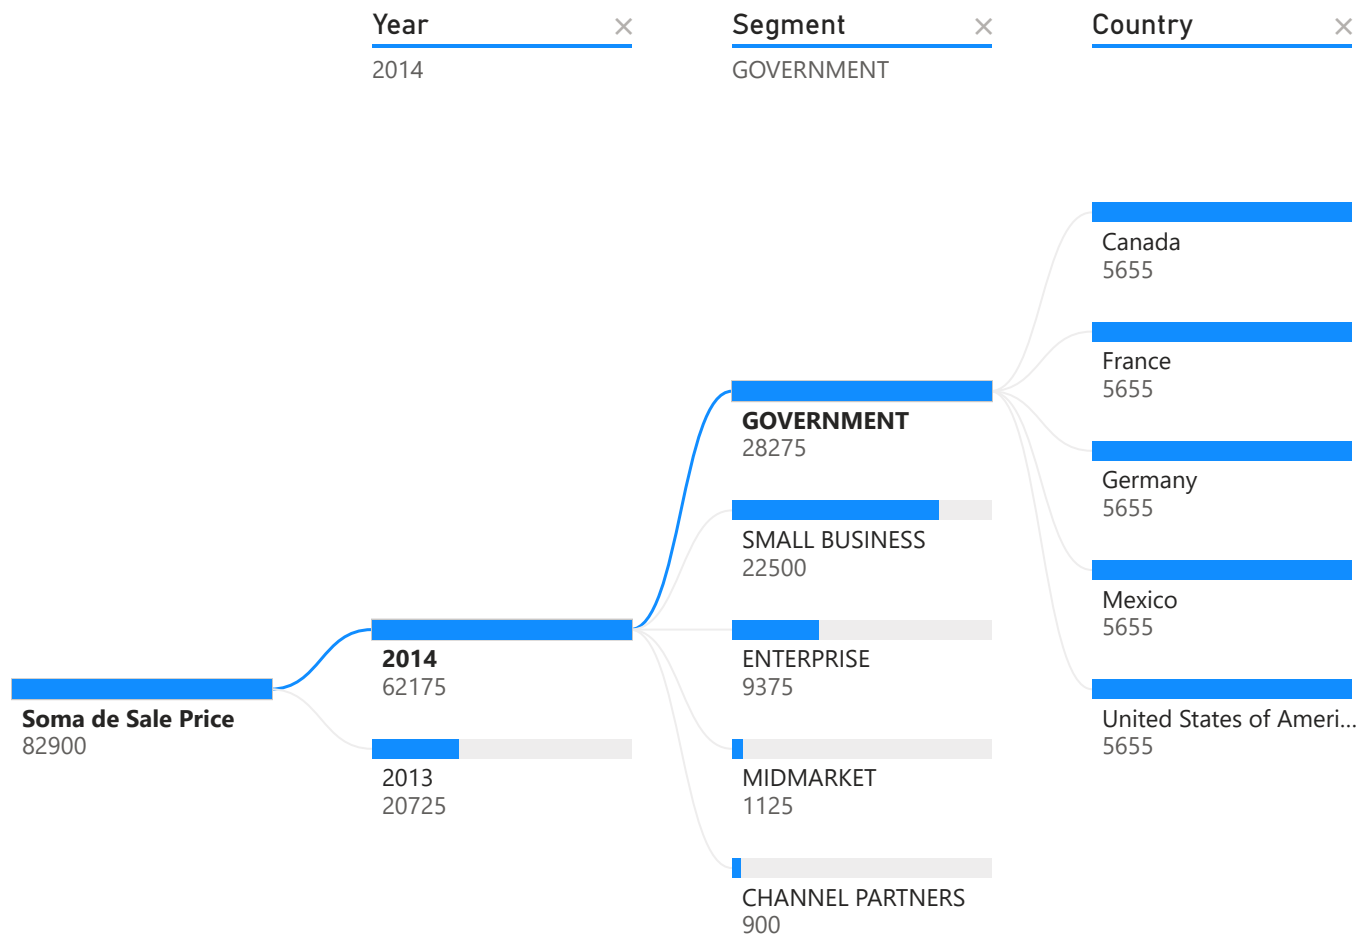 Year
2014
Segment
GOVERNMENT
Country
Soma de Sale Price
82900
2014
62175
2013
20725
GOVERNMENT
28275
SMALL BUSINESS
22500
ENTERPRISE
9375
MIDMARKET
1125
CHANNEL PARTNERS
900
Canada
5655
France
5655
Germany
5655
Mexico
5655
United States of Ameri...
5655